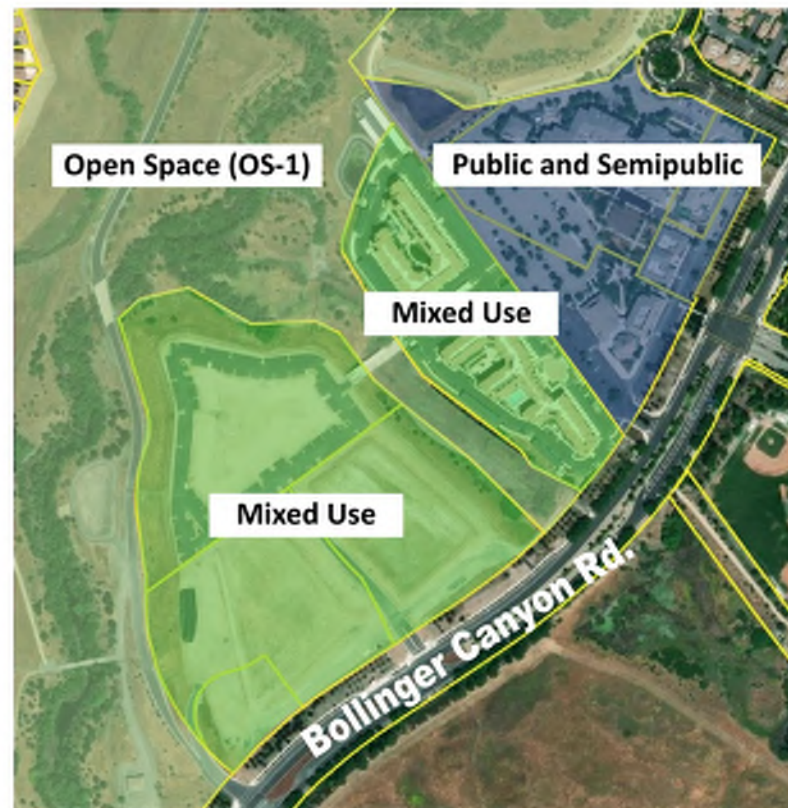 Open Space (OS-1)
Public and Semipublic
Mixed Use
Mixed Use
Bollinger Canyon Rd.